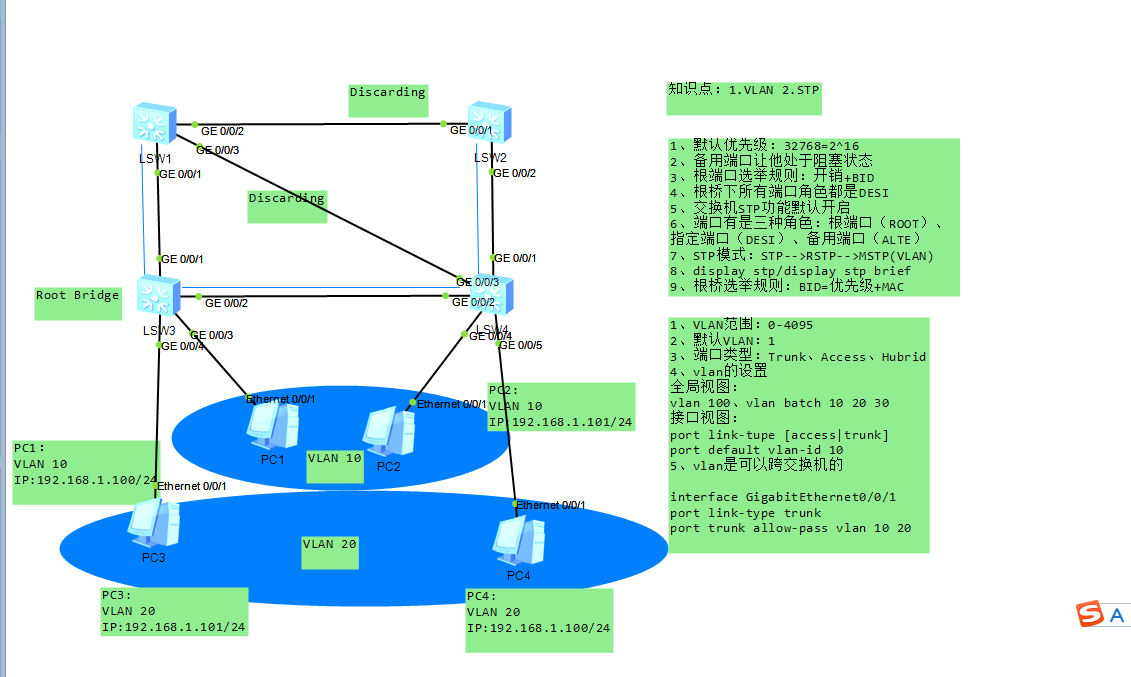 Discarding
知识点：1.VLAN 2.STP
GE 0/0/2
GE 0/0/1
LSW1
GE 0/0/3
LSW2
GE 0/0/1
GE 0/0/2
1、默认优先级：32768=2^16
2、备用端口让他处于阻塞状态
3、根端口选举规则：开销+BID
4、根桥下所有端口角色都是DESI
5、交换机STP功能默认开启
6、端口有是三种角色：根端口（ROOT）、
指定端口（DESI）、备用端口（ALTE）
7、STP模式：STP-->RSTP-->MSTP(VLAN)
8、display stp/display stp brief
9、根桥选举规则：BID=优先级+MAC
Discarding
GE 0/0/1
GE 0/0/1
GE 0/0/3
Root Bridge
GE 0/0/2
GE 0/0/2
LSW3
LSW4
GE 0/0/3
GE 0/0/4
GE 0/0/4
GE 0/0/5
1、VLAN范围：0-4095
2、默认VLAN：1
3、端口类型：Trunk、Access、Hubrid
4、vlan的设置
全局视图：
vlan 100、vlan batch 10 20 30
接口视图：
port link-tupe [access|trunk]
port default vlan-id 10
5、vlan是可以跨交换机的
interface GigabitEthernet0/0/1
port link-type trunk
port trunk allow-pass vlan 10 20
Ethernet 0/0/1
Ethernet 0/0/1
PC2:
VLAN 10
IP:192.168.1.101/24
PC1
PC2
VLAN 10
PC1:
VLAN 10
IP:192.168.1.100/24
Ethernet 0/0/1
Ethernet 0/0/1
PC3
VLAN 20
PC4
PC3:
VLAN 20
IP:192.168.1.101/24
PC4:
VLAN 20
IP:192.168.1.100/24
S A